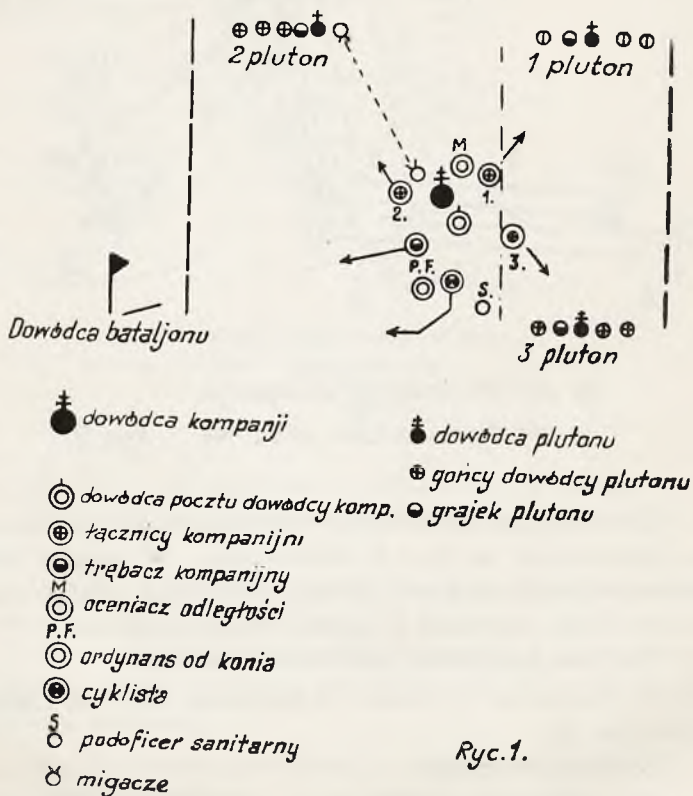 2 pluton
1 pluton
M
1.
2.
3.
P.F.
S.
Dowódca bataljonu
3 pluton
dowódca kompanji
dowódca plutonu
gońcy dowódcy plutonu
dowódca pocztu dowódcy komp.
grajek plutonu
łącznicy kompanijni
trębacz kompanijny
M
oceniacz odległości
P.F.
ordynans od konia
cyklista
S
podoficer sanitarny
migacze
Ryc.1.